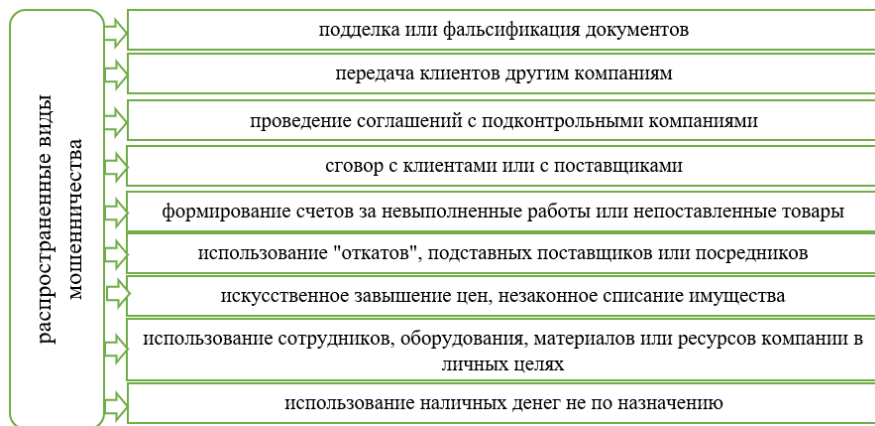 распространенные виды
мошенничества
подделка или фальсификация документов
передача клиентов другим компаниям
проведение соглашений с подконтрольными компаниями
сговор с клиентами или с поставщиками
формирование счетов за невыполненные работы или непоставленные товары
использование "откатов", подставных поставщиков или посредников
искусственное завышение цен, незаконное списание имущества
использование сотрудников, оборудования, материалов или ресурсов компании в
личных целях
использование наличных денег не по назначению